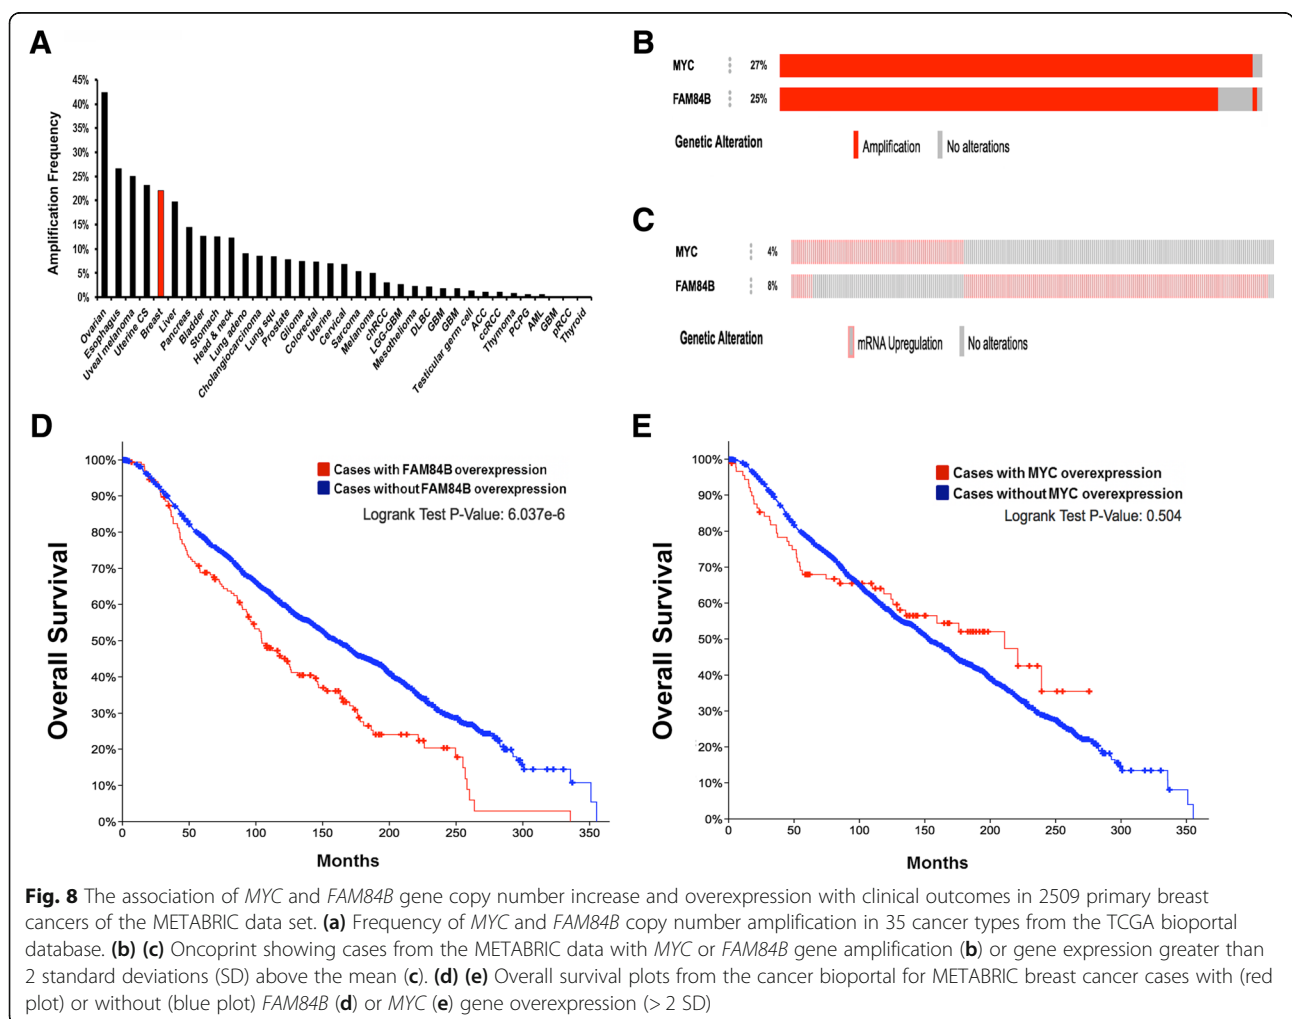 A
Amplification Frequency
45%
40%
35%
30%
25%
20%
15%
10%
5%
0%
Ovarian
Esophagus
Uveal melanoma
Uterine CS
Breast
Liver
Pancreas
Bladder
Stomach
Head & neck
Lung adeno
Cholangiocarcinoma
Lung squ
Prostate
Glioma
Colorectal
Uterine
Cervical
Sarcoma
Melanoma
chRCC
LGG-GBM
Mesothelioma
DLBC
GBM
GBM
Testicular germ cell
ACC
ccRCC
Thymoma
PCPG
AML
GBM
pRCC
Thyroid
B
MYC 27%
FAM84B 25%
Genetic Alteration Amplification No alterations
C
MYC 4%
FAM84B 8%
Genetic Alteration mRNA Upregulation No alterations
D
Overall Survival
100%
90%
80%
70%
60%
50%
40%
30%
20%
10%
0%
Cases with FAM84B overexpression
Cases without FAM84B overexpression
Logrank Test P-Value: 6.037e-6
0 50 100 150 200 250 300 350
Months
E
Overall Survival
100%
90%
80%
70%
60%
50%
40%
30%
20%
10%
0%
Cases with MYC overexpression
Cases without MYC overexpression
Logrank Test P-Value: 0.504
0 50 100 150 200 250 300 350
Months
Fig. 8 The association of MYC and FAM84B gene copy number increase and overexpression with clinical outcomes in 2509 primary breast
cancers of the METABRIC data set. (a) Frequency of MYC and FAM84B copy number amplification in 35 cancer types from the TCGA bioportal
database. (b) (c) Oncoprint showing cases from the METABRIC data with MYC or FAM84B gene amplification (b) or gene expression greater than
2 standard deviations (SD) above the mean (c). (d) (e) Overall survival plots from the cancer bioportal for METABRIC breast cancer cases with (red
plot) or without (blue plot) FAM84B (d) or MYC (e) gene overexpression (> 2 SD)